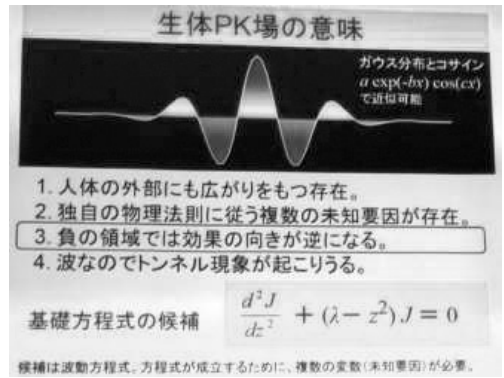 生体PK場の意味
ガウス分布とコサイン
a exp(-bx) cos(cx)
で近似可能
1. 人体の外部にも広がりをもつ存在。
2. 独自の物理法則に従う複数の未知要因が存在。
3. 負の領域では効果の向きが逆になる。
4. 波なのでトンネル現象が起こりうる。
基礎方程式の候補
d²J/dz² + (λ− z²) J = 0
候補は波動方程式。方程式が成立するために、複数の変数(未知要因)が必要。